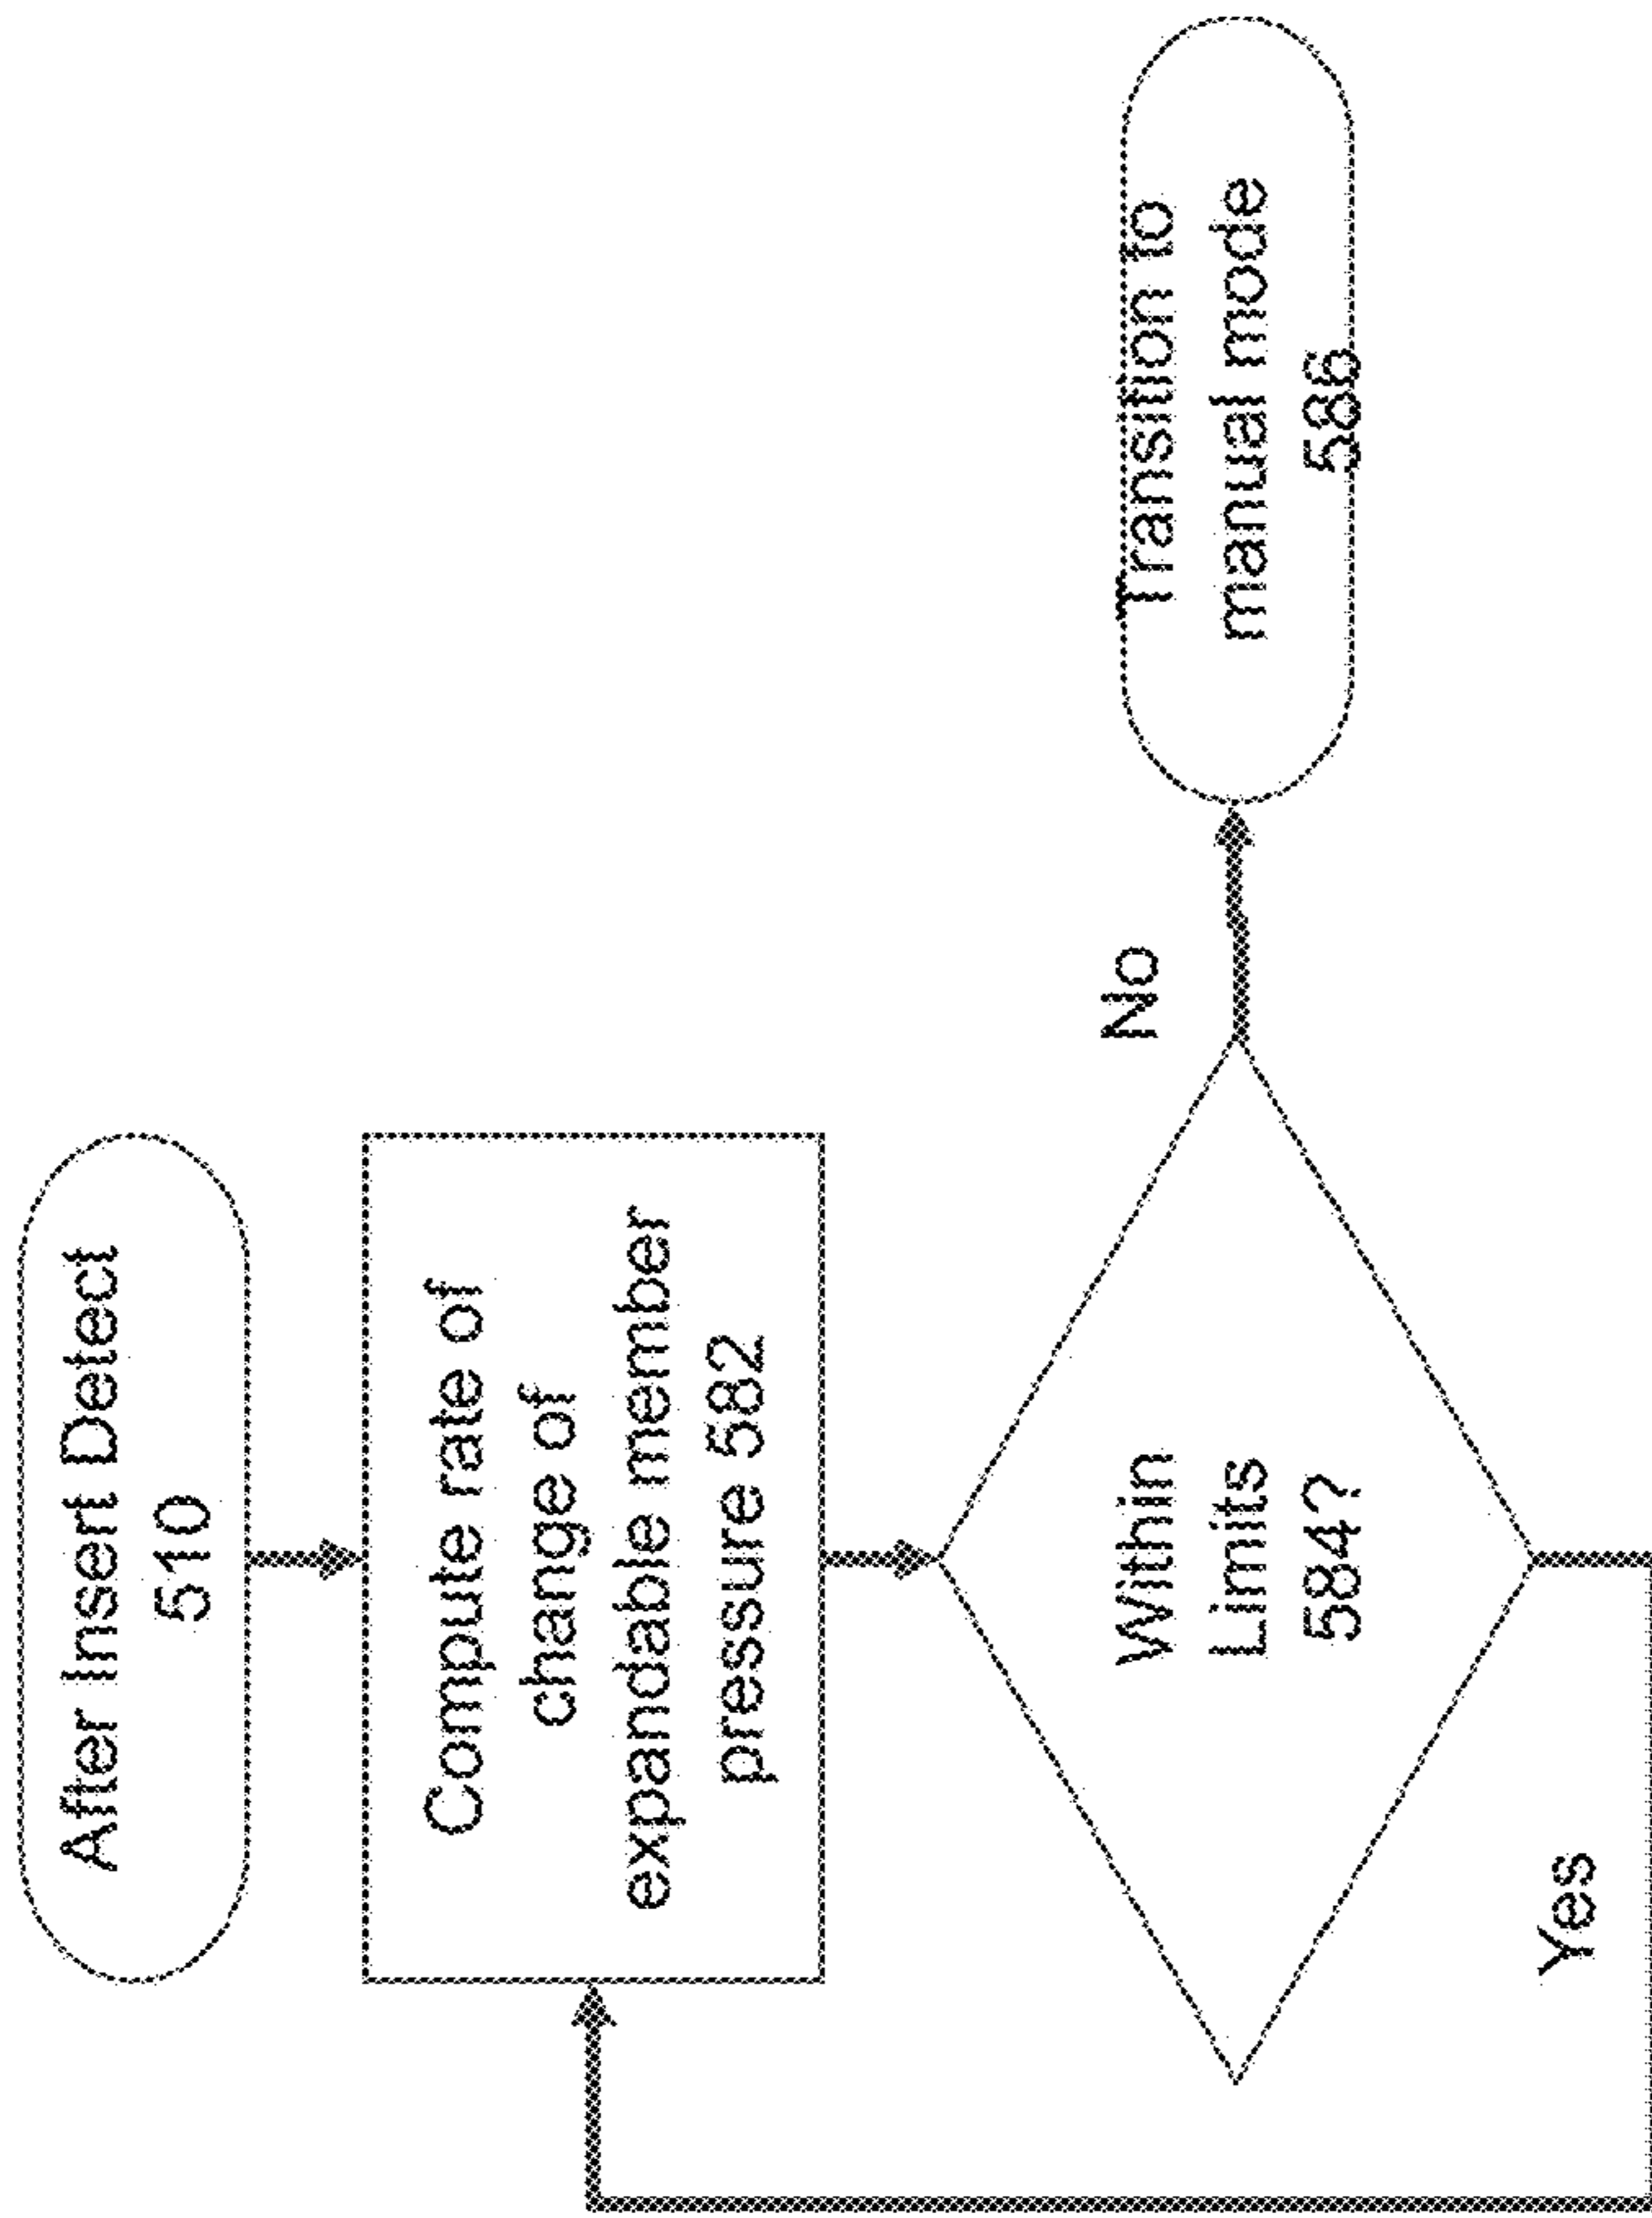 After Insert Detect
510
Compute rate of
change of
expandable member
pressure 582
Within
Limits
584?
No
Transition to
manual mode
586
Yes